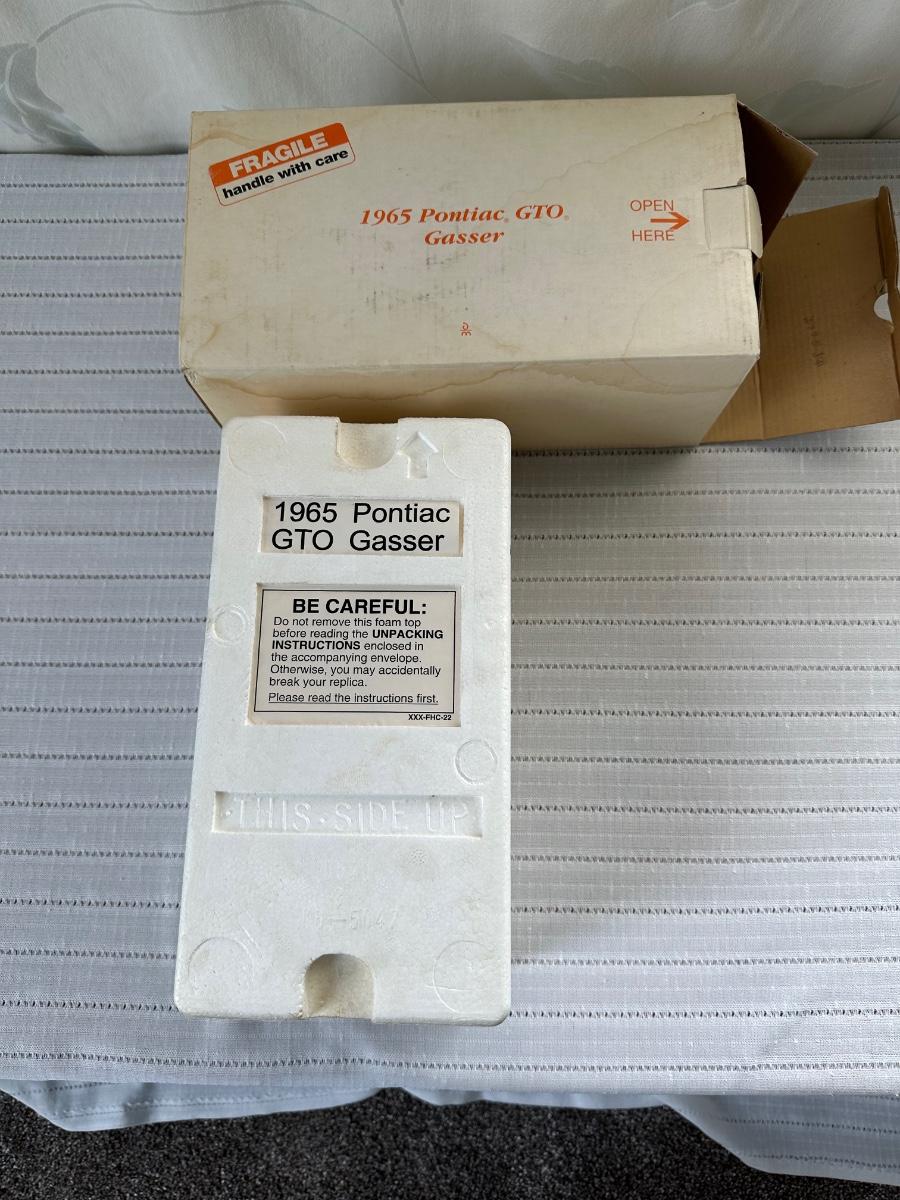 FRAGILE
handle with care
1965 Pontiac® GTO®
Gasser
OPEN
HERE
1965 Pontiac
GTO Gasser
BE CAREFUL:
Do not remove this foam top
before reading the UNPACKING
INSTRUCTIONS enclosed in
the accompanying envelope.
Otherwise, you may accidentally
break your replica.
Please read the instructions first.
XXX-FHC-22
·THIS·SIDE UP